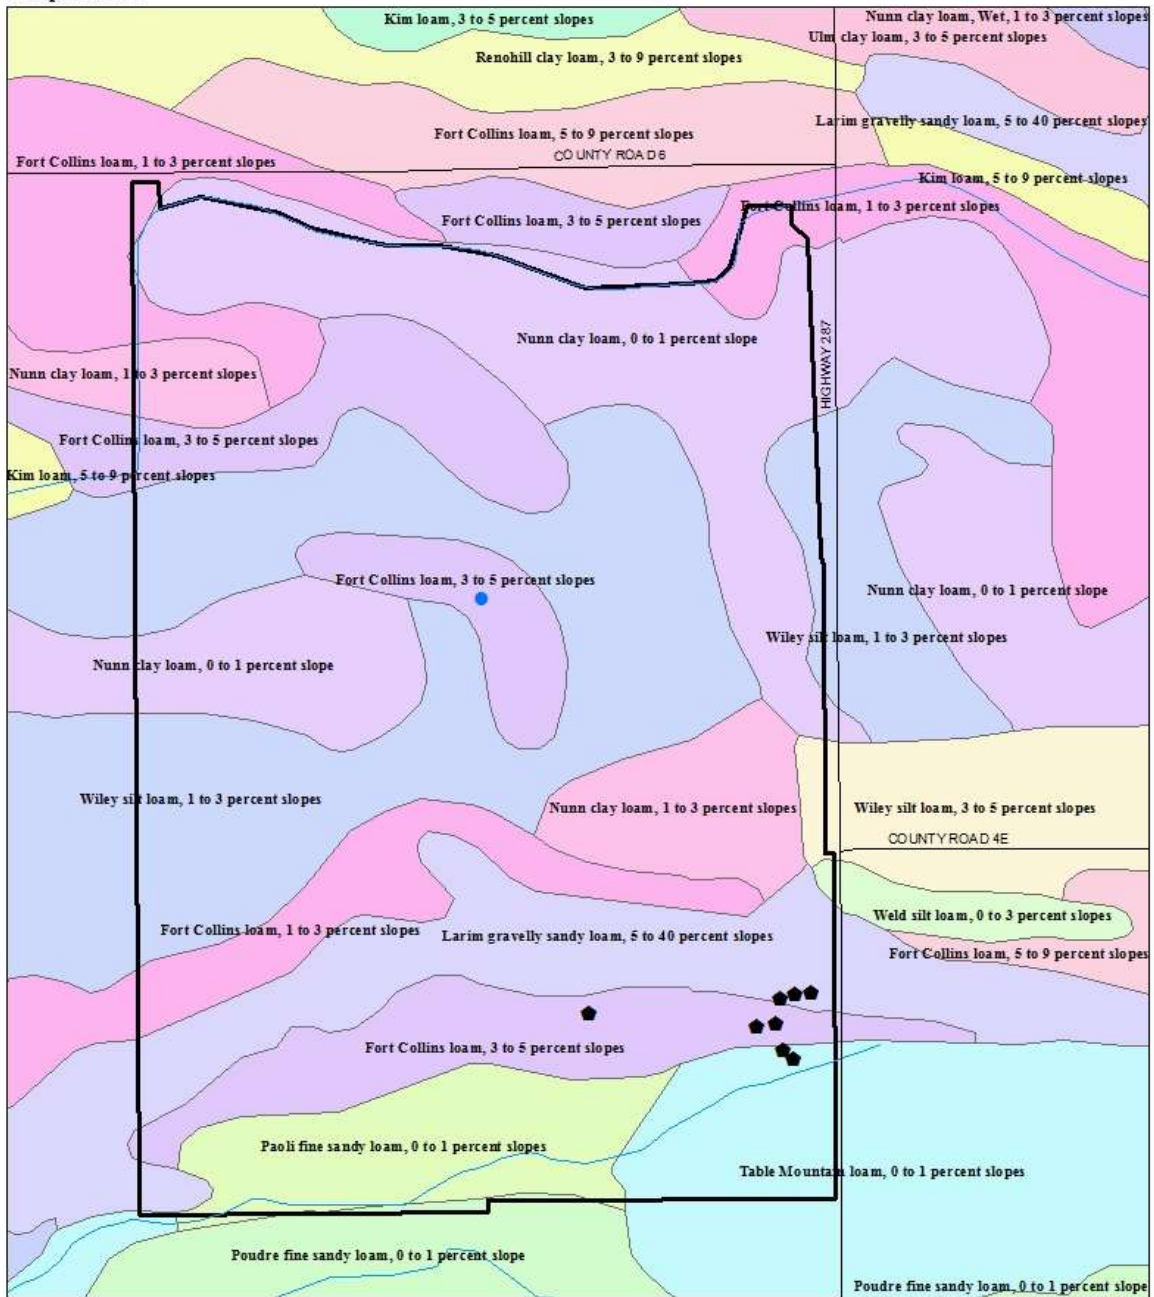 Kim loam, 3 to 5 percent slopes
Nunn clay loam, Wet, 1 to 3 percent slopes
Ulm clay loam, 3 to 5 percent slopes
Renohill clay loam, 3 to 9 percent slopes
Larim gravelly sandy loam, 5 to 40 percent slopes
Fort Collins loam, 5 to 9 percent slopes
COUNTY ROAD 6
Fort Collins loam, 1 to 3 percent slopes
Kim loam, 5 to 9 percent slopes
Fort Collins loam, 1 to 3 percent slopes
Fort Collins loam, 3 to 5 percent slopes
Nunn clay loam, 0 to 1 percent slope
HIGHWAY 287
Nunn clay loam, 1 to 3 percent slopes
Fort Collins loam, 3 to 5 percent slopes
Kim loam, 5 to 9 percent slopes
Fort Collins loam, 3 to 5 percent slopes
Nunn clay loam, 0 to 1 percent slope
Wiley silt loam, 1 to 3 percent slopes
Nunn clay loam, 0 to 1 percent slope
Wiley silt loam, 1 to 3 percent slopes
Nunn clay loam, 1 to 3 percent slopes
Wiley silt loam, 3 to 5 percent slopes
COUNTY ROAD 4E
Weld silt loam, 0 to 3 percent slopes
Fort Collins loam, 1 to 3 percent slopes
Larim gravelly sandy loam, 5 to 40 percent slopes
Fort Collins loam, 5 to 9 percent slopes
Fort Collins loam, 3 to 5 percent slopes
Paoli fine sandy loam, 0 to 1 percent slopes
Table Mountain loam, 0 to 1 percent slopes
Poudre fine sandy loam, 0 to 1 percent slope
Poudre fine sandy loam, 0 to 1 percent slope